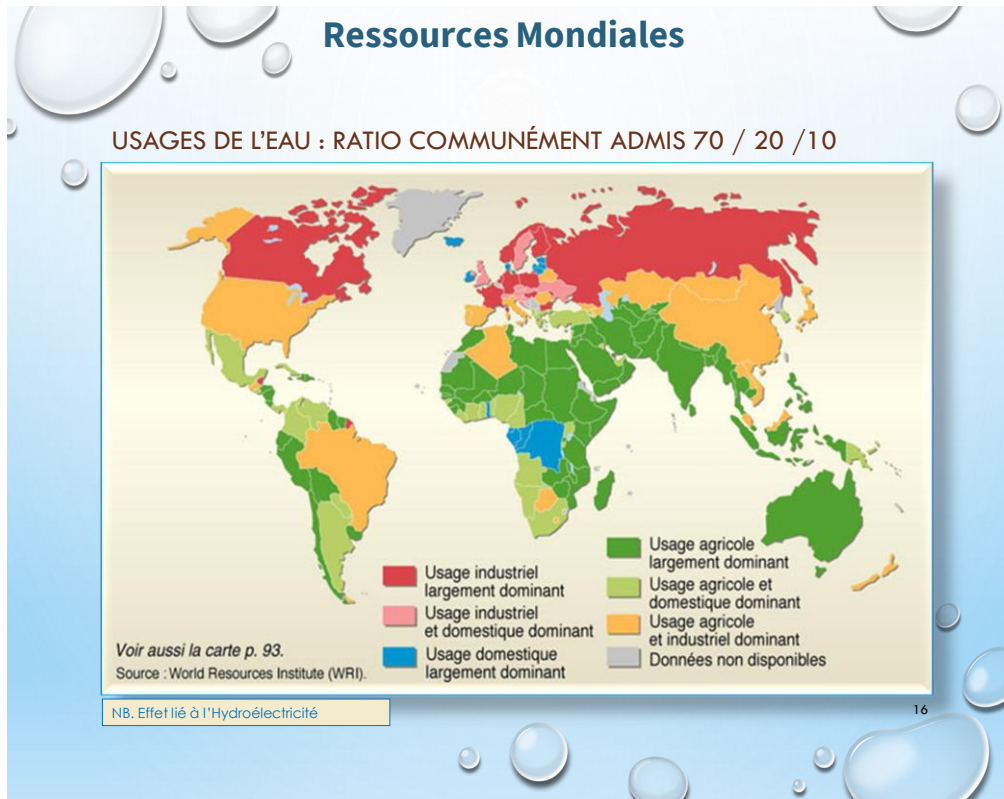 Ressources Mondiales
USAGES DE L'EAU : RATIO COMMUNÉMENT ADMIS 70 / 20 /10
Usage industriel
largement dominant
Usage industriel
et domestique dominant
Usage domestique
largement dominant
Usage agricole
largement dominant
Usage agricole et
domestique dominant
Usage agricole
et industriel dominant
Données non disponibles
Voir aussi la carte p. 93.
Source : World Resources Institute (WRI).
NB. Effet lié à l'Hydroélectricité
16